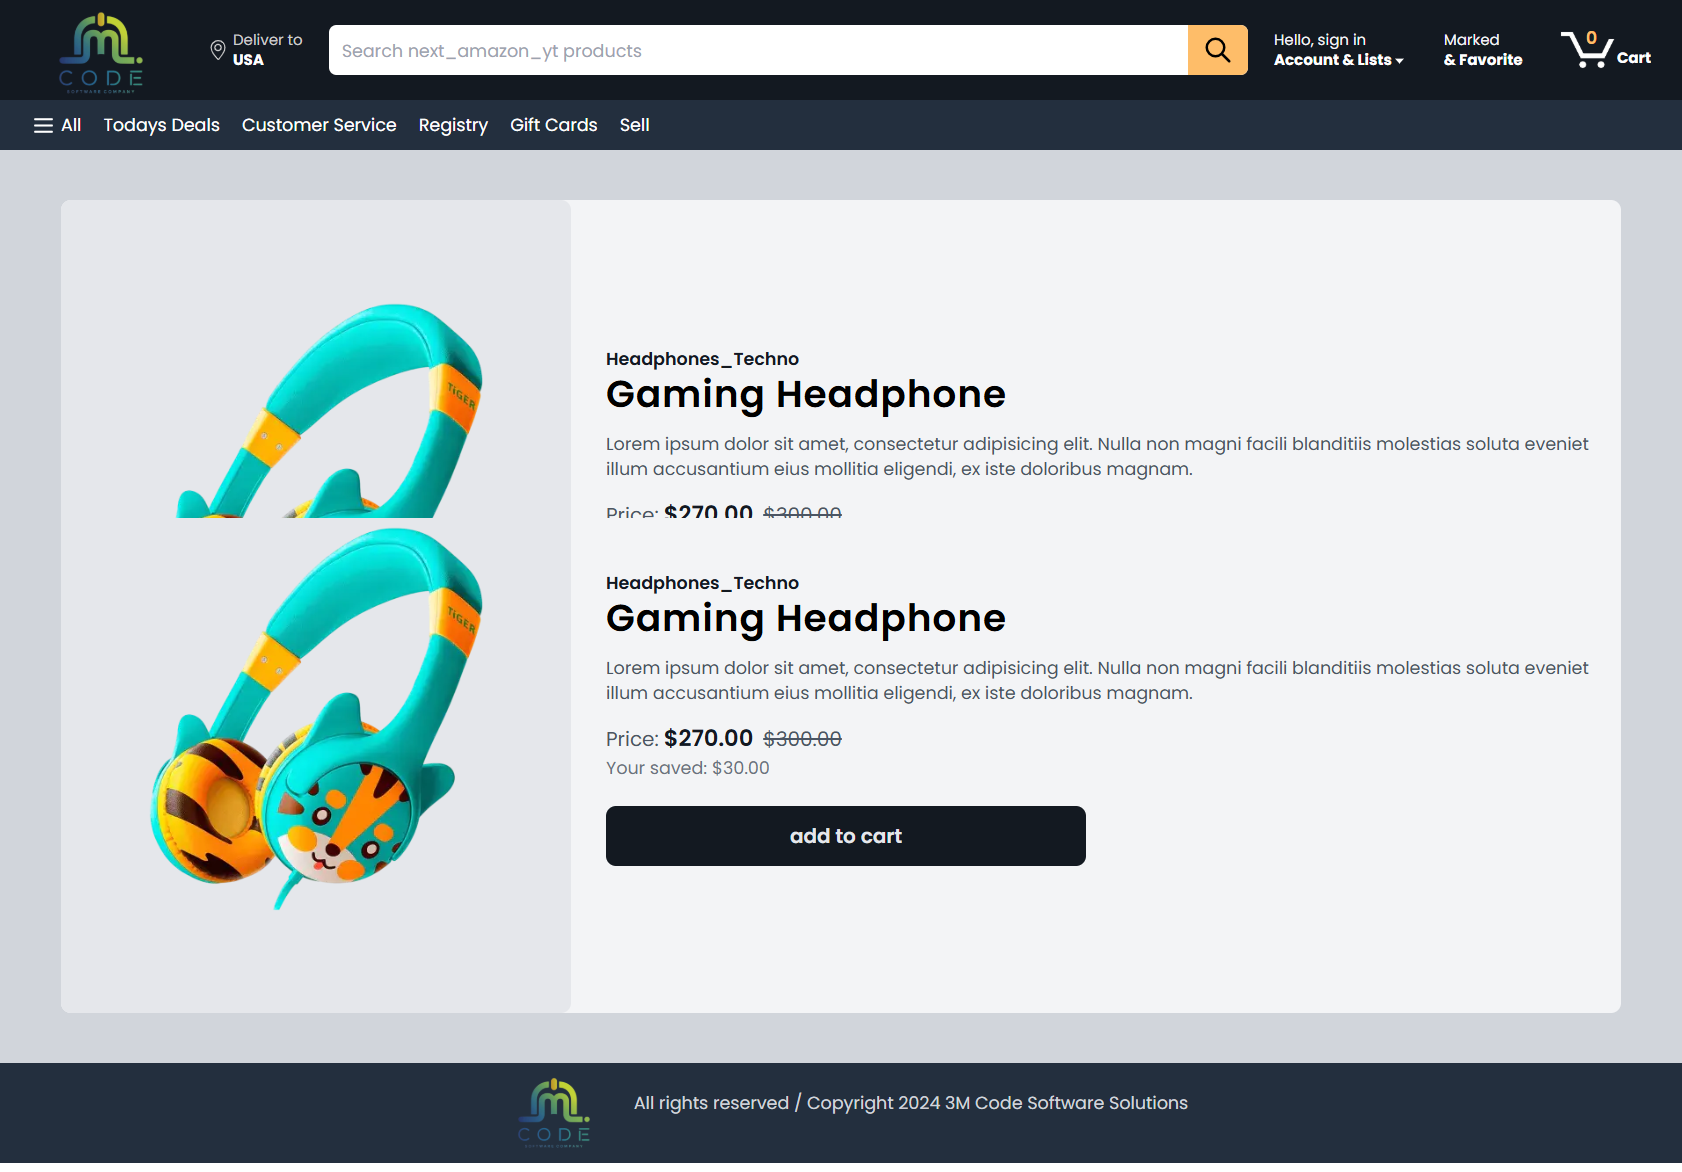 CODE
SOFTWARE COMPANY
Deliver to
USA
Search next_amazon_yt products
Hello, sign in
Account & Lists
Marked
& Favorite
0
Cart
All Todays Deals Customer Service Registry Gift Cards Sell
TIGER
Headphones_Techno
Gaming Headphone
Lorem ipsum dolor sit amet, consectetur adipisicing elit. Nulla non magni facili blanditiis molestias soluta eveniet
illum accusantium eius mollitia eligendi, ex iste doloribus magnam.
Price: $270.00 $300.00
TIGER
Headphones_Techno
Gaming Headphone
Lorem ipsum dolor sit amet, consectetur adipisicing elit. Nulla non magni facili blanditiis molestias soluta eveniet
illum accusantium eius mollitia eligendi, ex iste doloribus magnam.
Price: $270.00 $300.00
Your saved: $30.00
add to cart
CODE
SOFTWARE COMPANY
All rights reserved / Copyright 2024 3M Code Software Solutions